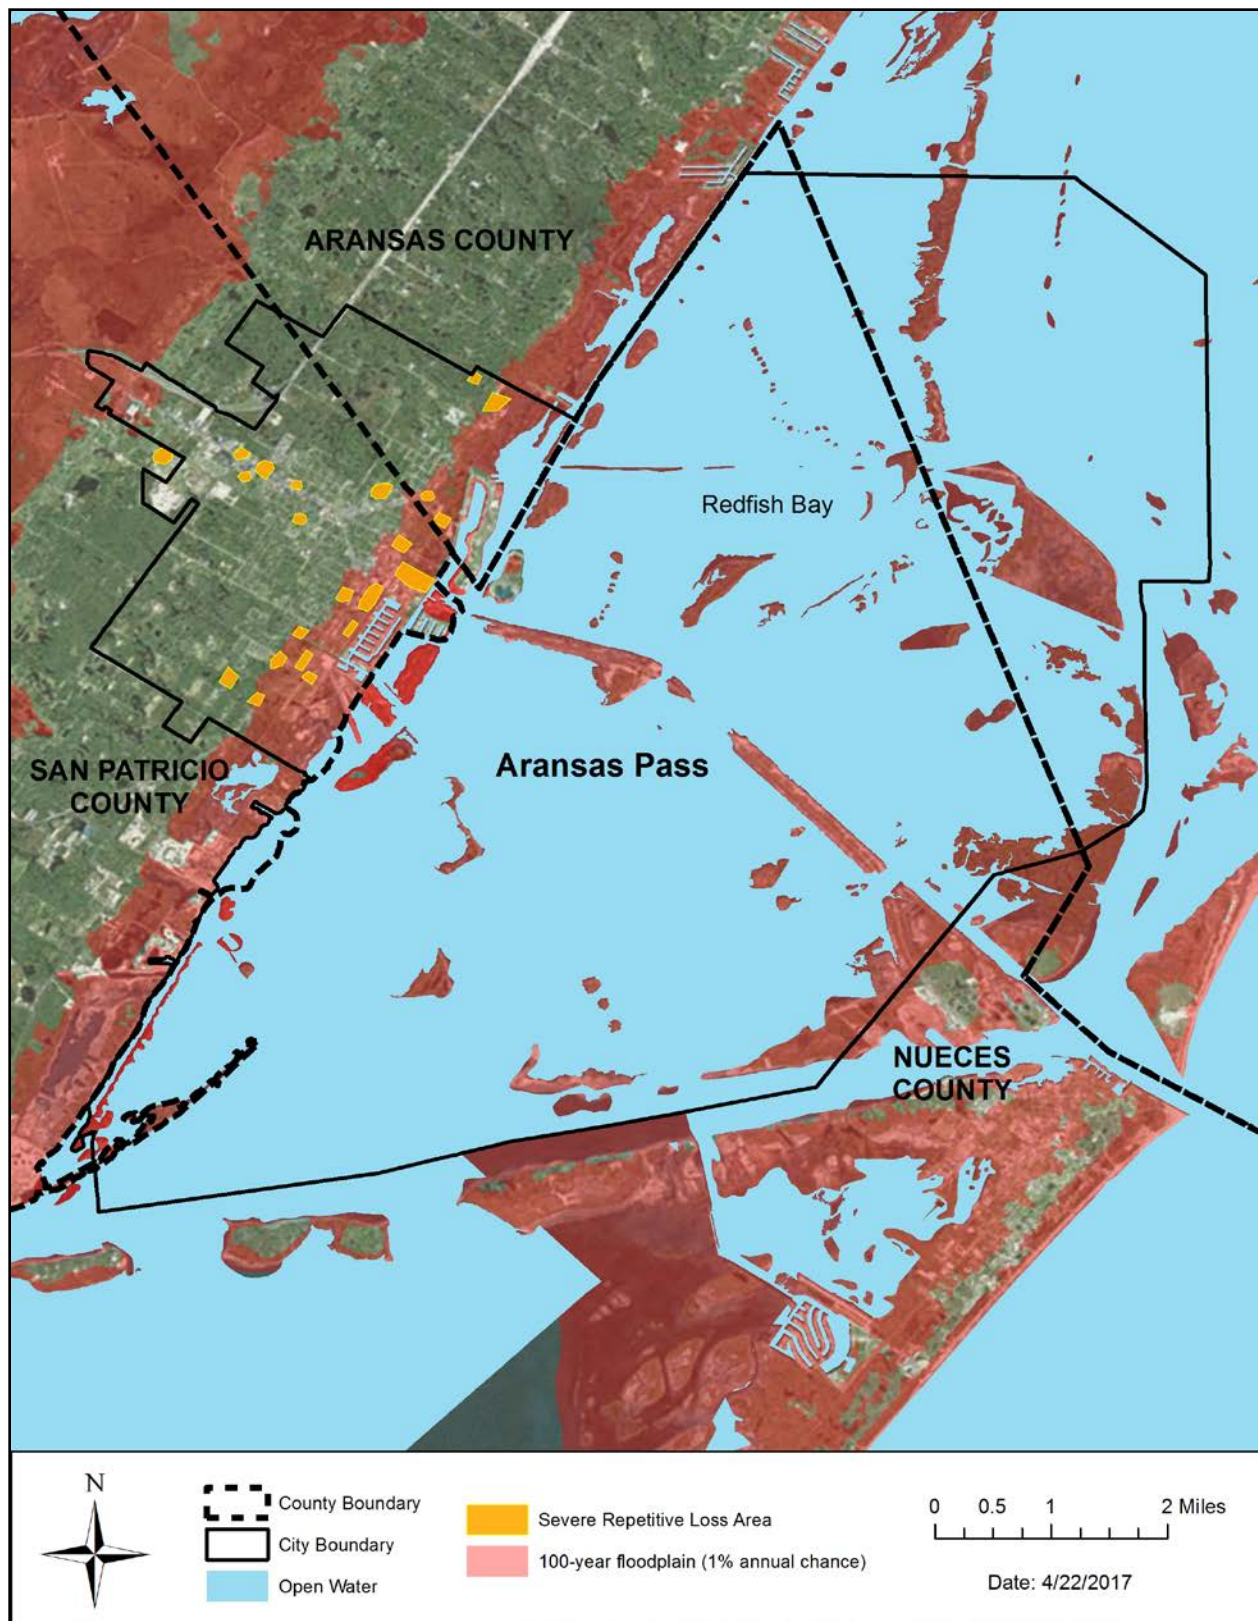 ARANSAS COUNTY
Redfish Bay
Aransas Pass
SAN PATRICIO
COUNTY
NUECES
COUNTY
N
County Boundary
City Boundary
Open Water
Severe Repetitive Loss Area
100-year floodplain (1% annual chance)
0 0.5 1 2 Miles
Date: 4/22/2017